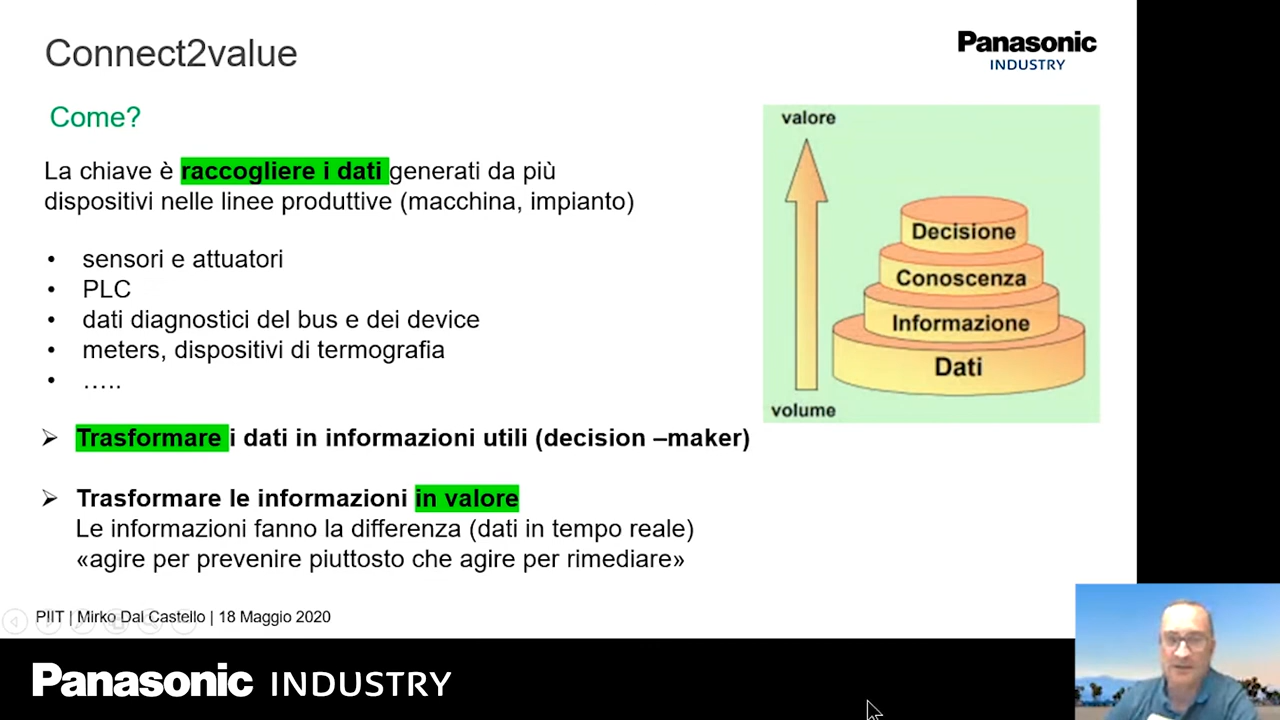 Connect2value
Panasonic
INDUSTRY
Come?
La chiave è raccogliere i dati generati da più
dispositivi nelle linee produttive (macchina, impianto)
• sensori e attuatori
• PLC
• dati diagnostici del bus e dei device
• meters, dispositivi di termografia
• …..
➢ Trasformare i dati in informazioni utili (decision –maker)
➢ Trasformare le informazioni in valore
Le informazioni fanno la differenza (dati in tempo reale)
«agire per prevenire piuttosto che agire per rimediare»
valore
Decisione
Conoscenza
Informazione
Dati
volume
PIIT | Mirko Dal Castello | 18 Maggio 2020
Panasonic INDUSTRY